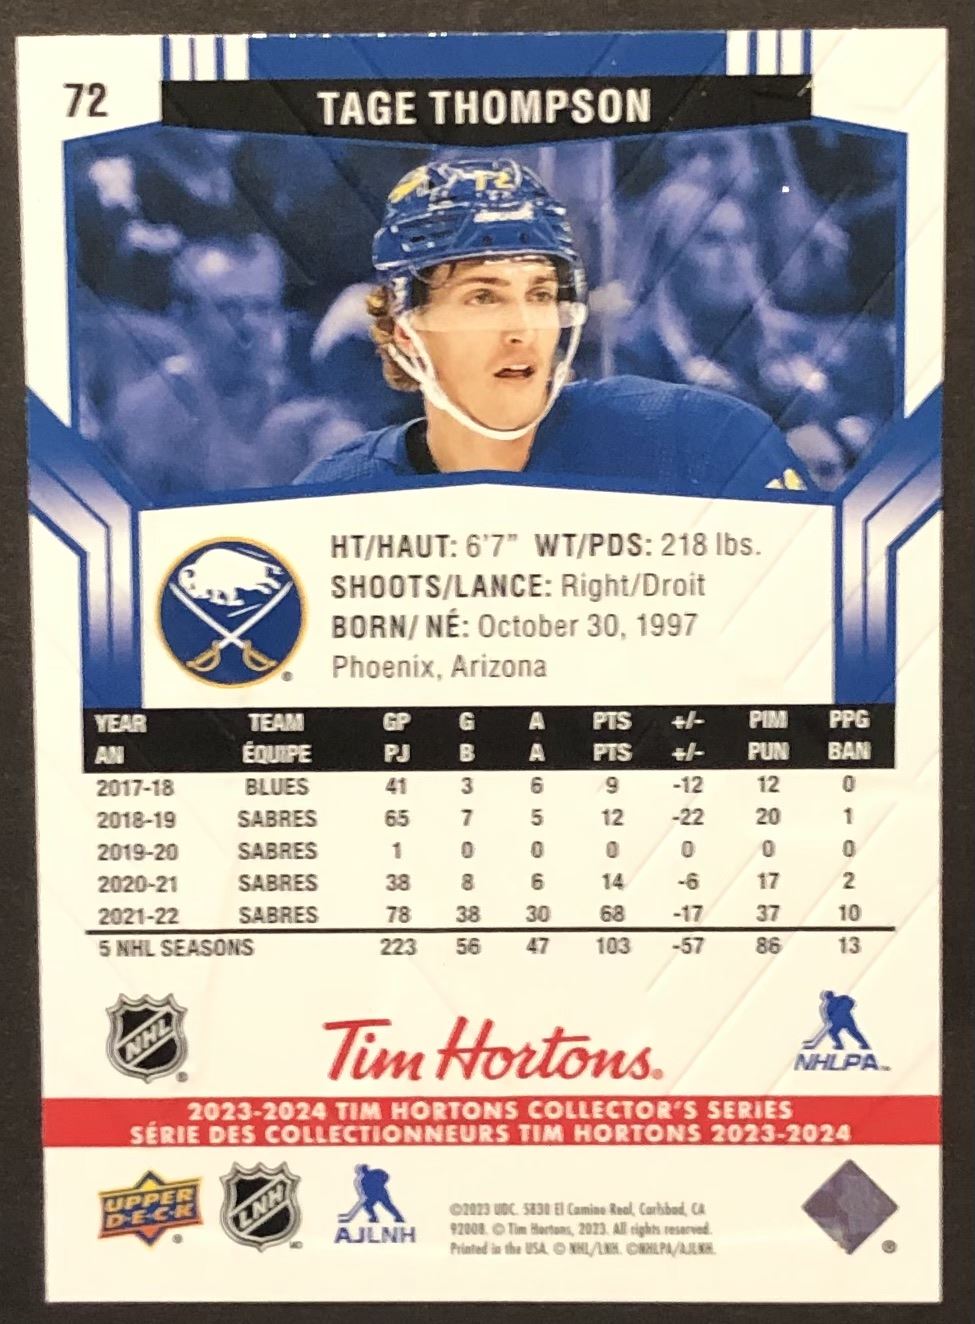 72
TAGE THOMPSON
72
HT/HAUT: 6'7" WT/PDS: 218 lbs.
SHOOTS/LANCE: Right/Droit
BORN/ NÉ: October 30, 1997
Phoenix, Arizona
YEAR TEAM GP G A PTS +/- PIM PPG
AN ÉQUIPE PJ B A PTS +/- PUN BAN
2017-18 BLUES 41 3 6 9 -12 12 0
2018-19 SABRES 65 7 5 12 -22 20 1
2019-20 SABRES 1 0 0 0 0 0 0
2020-21 SABRES 38 8 6 14 -6 17 2
2021-22 SABRES 78 38 30 68 -17 37 10
5 NHL SEASONS 223 56 47 103 -57 86 13
NHL
Tim Hortons.
NHLPA™
2023-2024 TIM HORTONS COLLECTOR'S SERIES
SÉRIE DES COLLECTIONNEURS TIM HORTONS 2023-2024
UPPER
DECK
LNH
AJLNH
©2023 UDC. 5830 El Camino Real, Carlsbad, CA
92008. © Tim Hortons, 2023. All rights reserved.
Printed in the USA. © NHL/LNH. ©NHLPA/AJLNH.